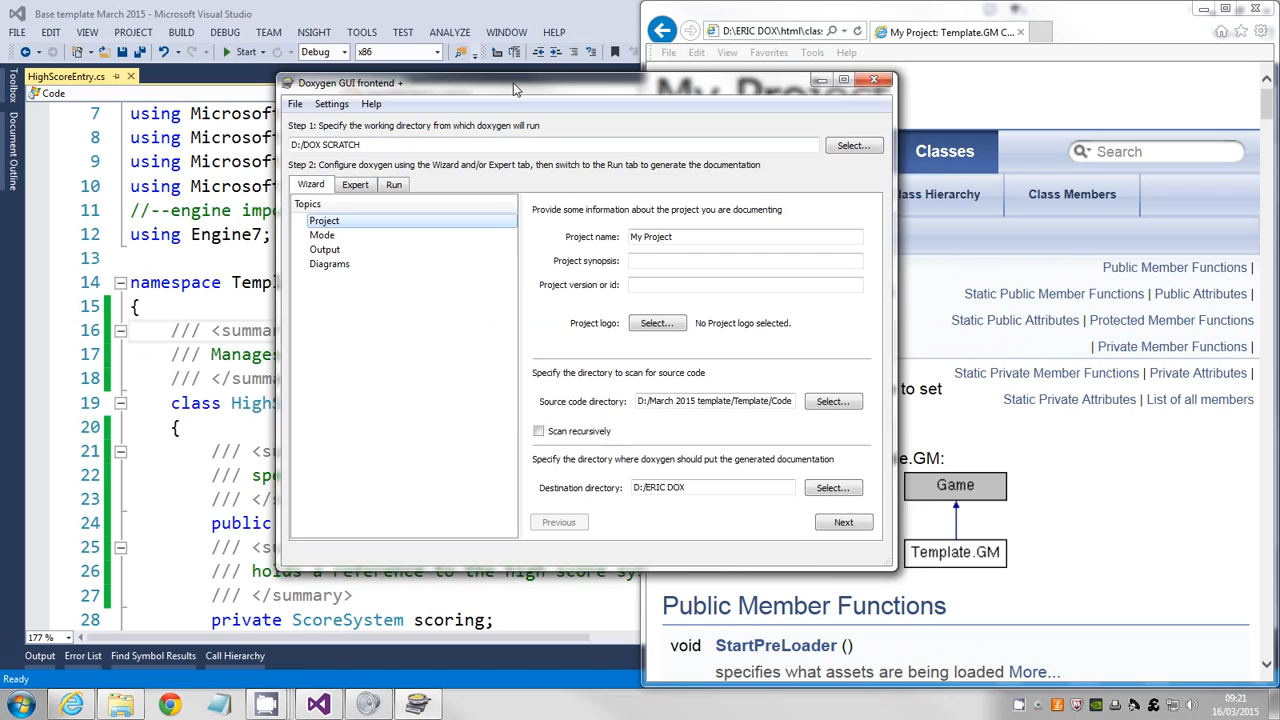 Base template March 2015 - Microsoft Visual Studio
FILE EDIT VIEW PROJECT BUILD DEBUG TEAM NSIGHT TOOLS TEST ANALYZE WINDOW HELP
Start Debug x86
HighScoreEntry.cs
Code
Toolbox
Document Outline
7 using Microsof
8 using Microsof
9 using Microsof
10 using Microsof
11 //--engine imp
12 using Engine7;
13
14 namespace Templ
15 {
16 /// <summar
17 /// Manages
18 /// </summa
19 class HighS
20 {
21 /// <s
22 /// spe
23 /// </s
24 public
25 /// <su
26 /// holds a reference to the high score sy
27 /// </summary>
28 private ScoreSystem scoring;
177 %
Output Error List Find Symbol Results Call Hierarchy
Ready
Doxygen GUI frontend +
File Settings Help
Step 1: Specify the working directory from which doxygen will run
D:/DOX SCRATCH
Select...
Step 2: Configure doxygen using the Wizard and/or Expert tab, then switch to the Run tab to generate the documentation
Wizard Expert Run
Topics
Project
Mode
Output
Diagrams
Provide some information about the project you are documenting
Project name: My Project
Project synopsis:
Project version or id:
Project logo: Select... No Project logo selected.
Specify the directory to scan for source code
Source code directory: D:/March 2015 template/Template/Code Select...
Scan recursively
Specify the directory where doxygen should put the generated documentation
Destination directory: D:/ERIC DOX Select...
Previous Next
D:\ERIC DOX\html\clas
My Project: Template.GM C...
File Edit View Favorites Tools Help
My Project
Classes
Search
lass Hierarchy Class Members
Public Member Functions |
Static Public Member Functions | Public Attributes |
Static Public Attributes | Protected Member Functions
| Private Member Functions |
Static Private Member Functions | Private Attributes |
Static Private Attributes | List of all members
to set
e.GM:
Game
Template.GM
Public Member Functions
void StartPreLoader ()
specifies what assets are being loaded More...
09:21
16/03/2015